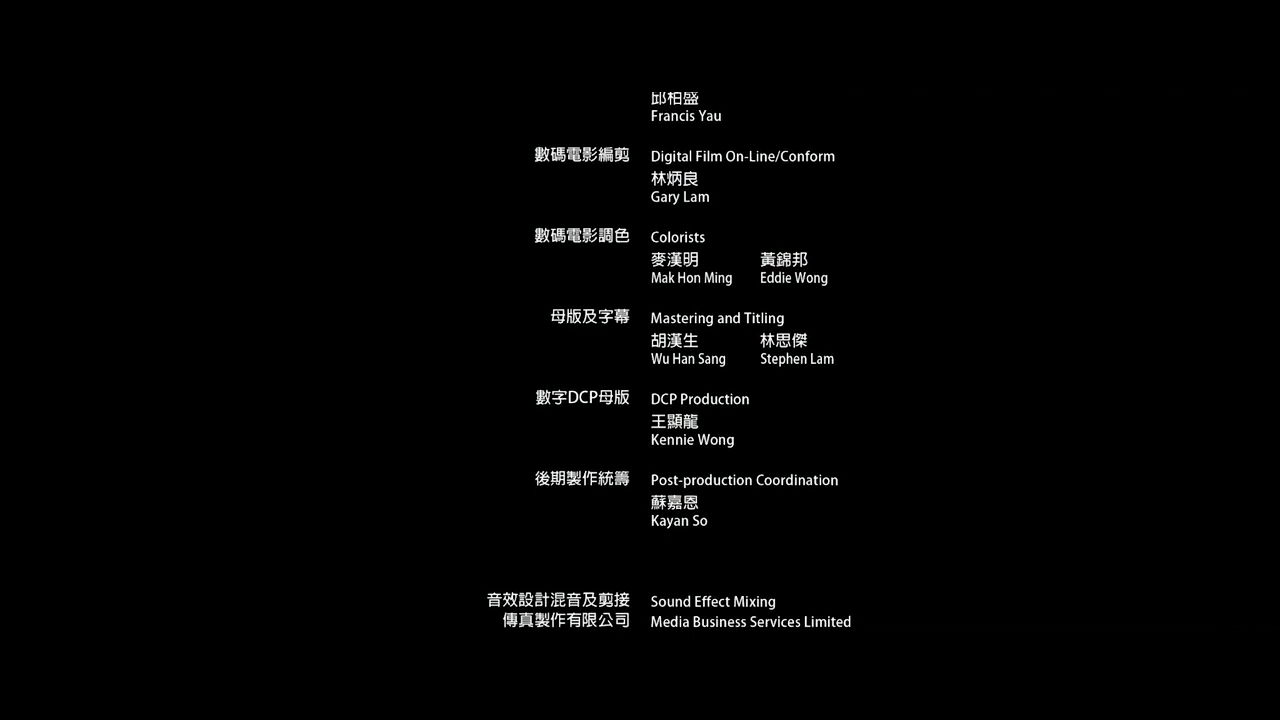 邱柏盛
Francis Yau
數碼電影編剪 Digital Film On-Line/Conform
林炳良
Gary Lam
數碼電影調色 Colorists
麥漢明 黃錦邦
Mak Hon Ming Eddie Wong
母版及字幕 Mastering and Titling
胡漢生 林思傑
Wu Han Sang Stephen Lam
數字DCP母版 DCP Production
王顯龍
Kennie Wong
後期製作統籌 Post-production Coordination
蘇嘉恩
Kayan So
音效設計混音及剪接 Sound Effect Mixing
傳真製作有限公司 Media Business Services Limited